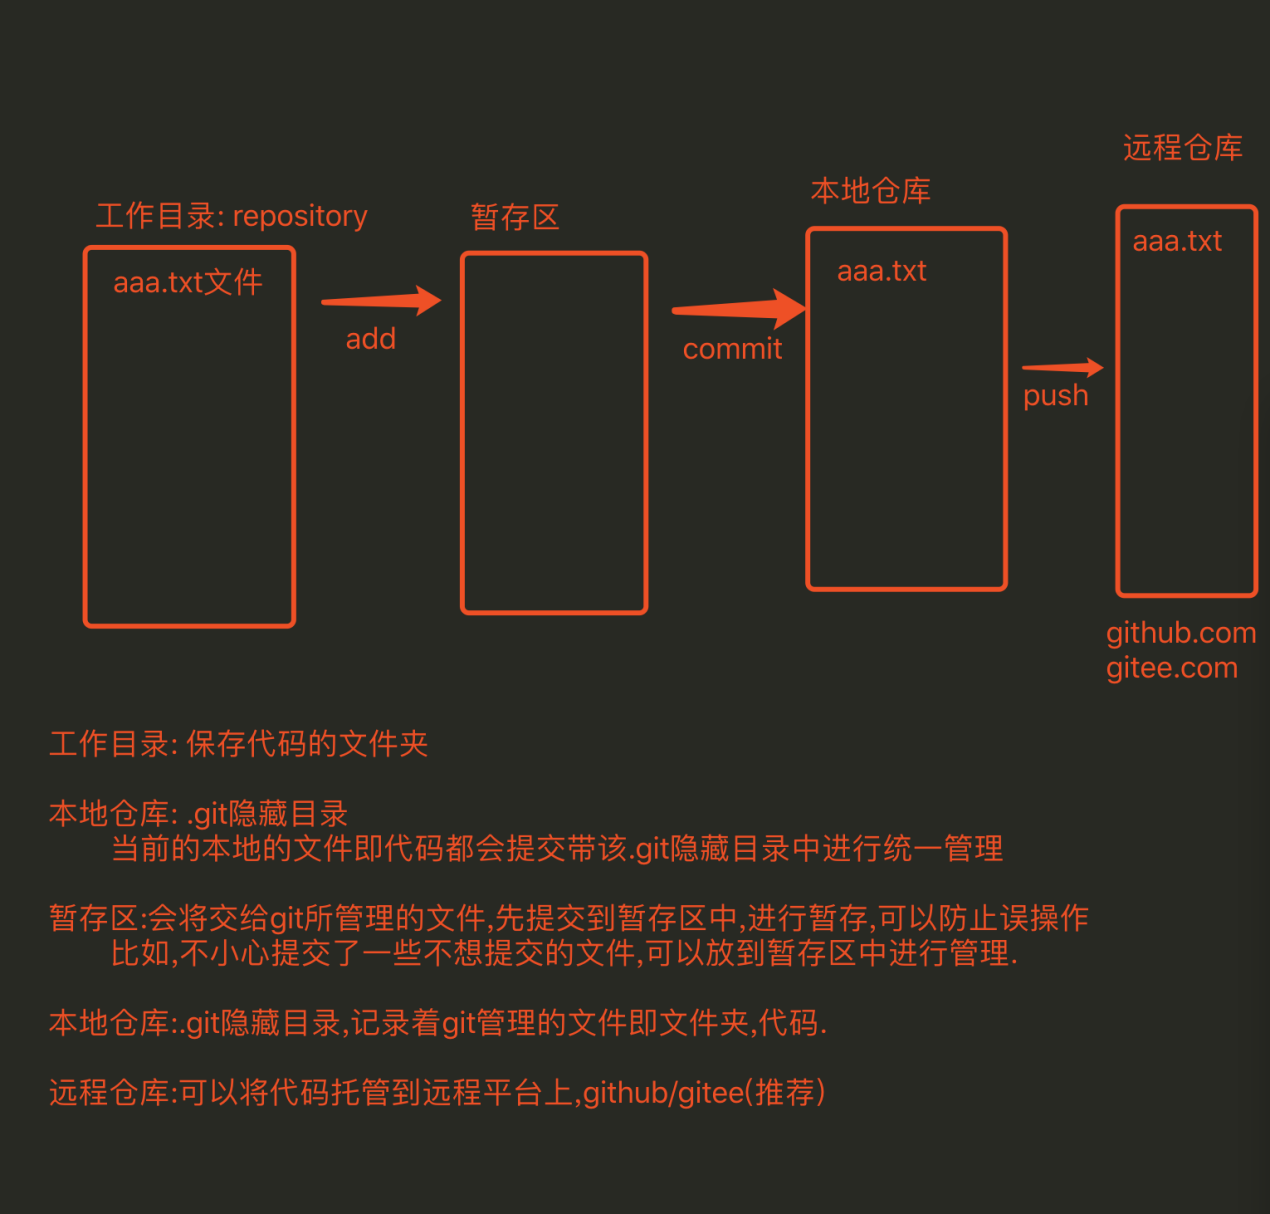 远程仓库
本地仓库
工作目录: repository
暂存区
aaa.txt
aaa.txt
aaa.txt文件
add
commit
push
github.com
gitee.com
工作目录: 保存代码的文件夹
本地仓库: .git隐藏目录
当前的本地的文件即代码都会提交带该.git隐藏目录中进行统一管理
暂存区:会将交给git所管理的文件,先提交到暂存区中,进行暂存,可以防止误操作
比如,不小心提交了一些不想提交的文件,可以放到暂存区中进行管理.
本地仓库:.git隐藏目录,记录着git管理的文件即文件夹,代码.
远程仓库:可以将代码托管到远程平台上,github/gitee(推荐)